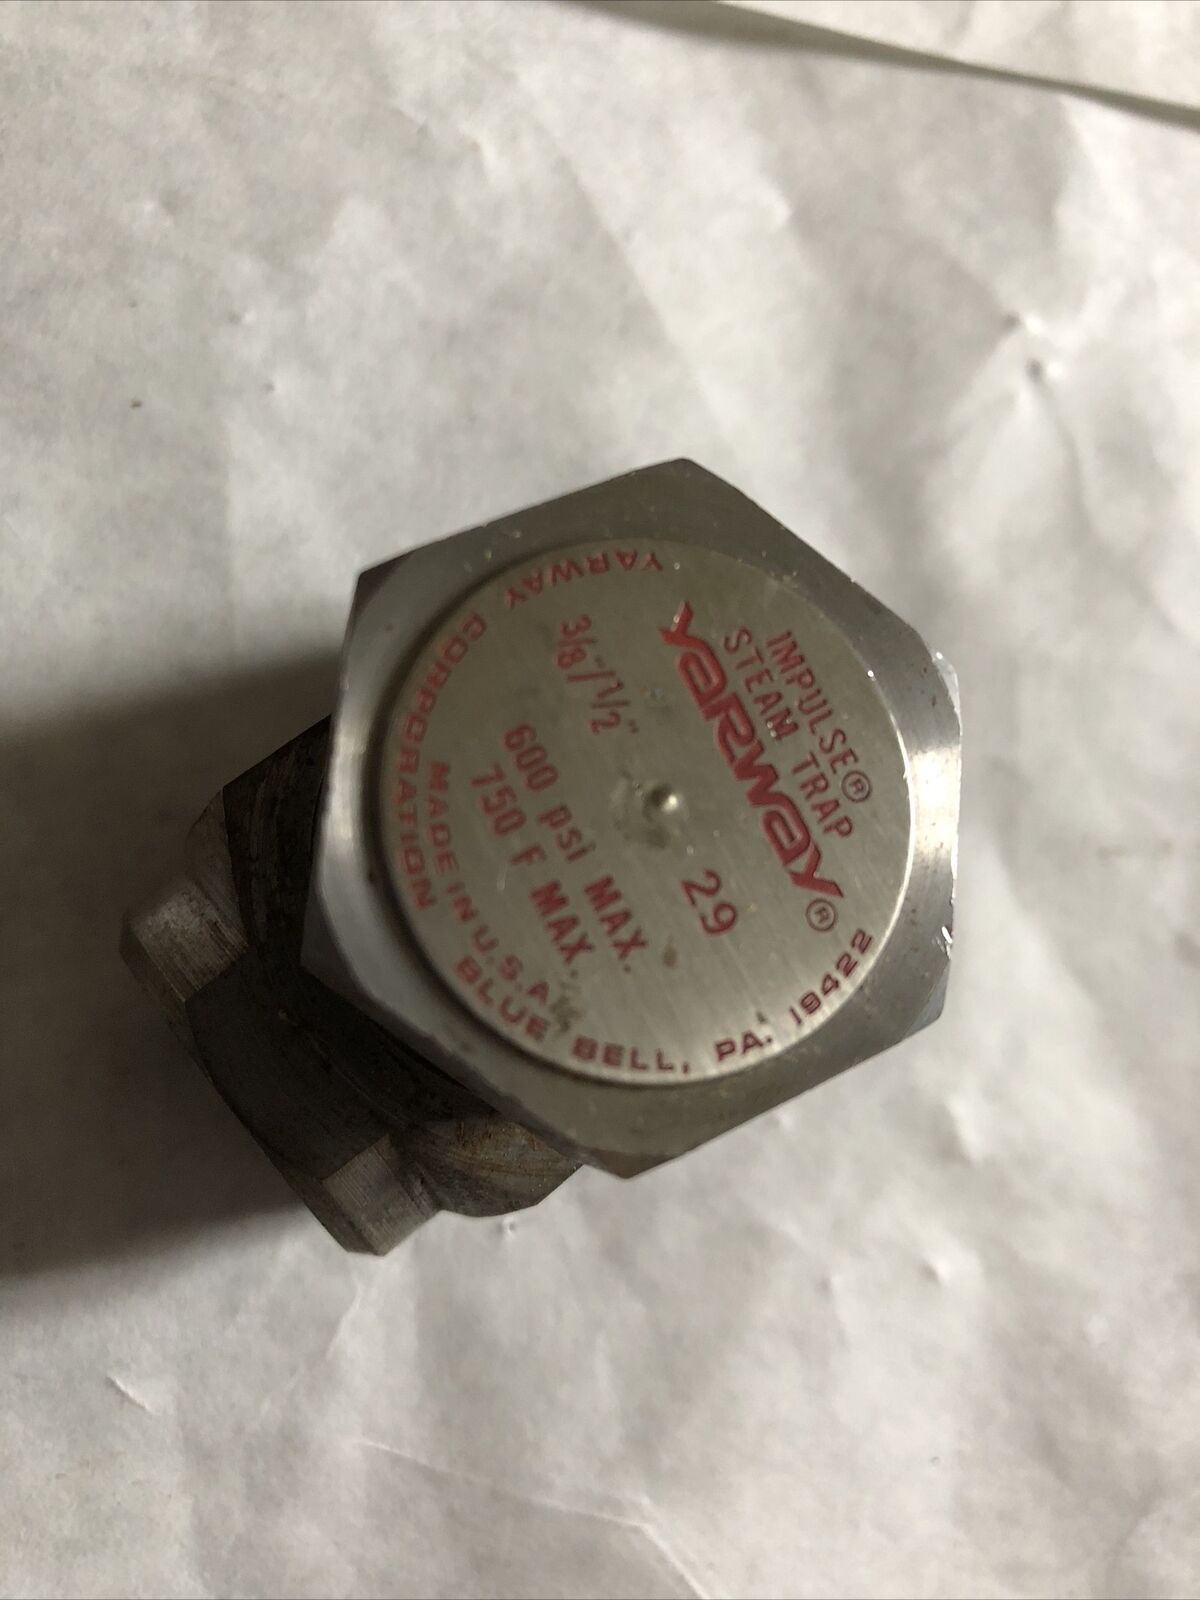 IMPULSE®
STEAM TRAP
YARWAY®
29
3/8"/1/2"
600 psi MAX.
750 F MAX.
MADE IN U.S.A.
YARWAY CORPORATION
BLUE BELL, PA. 19422